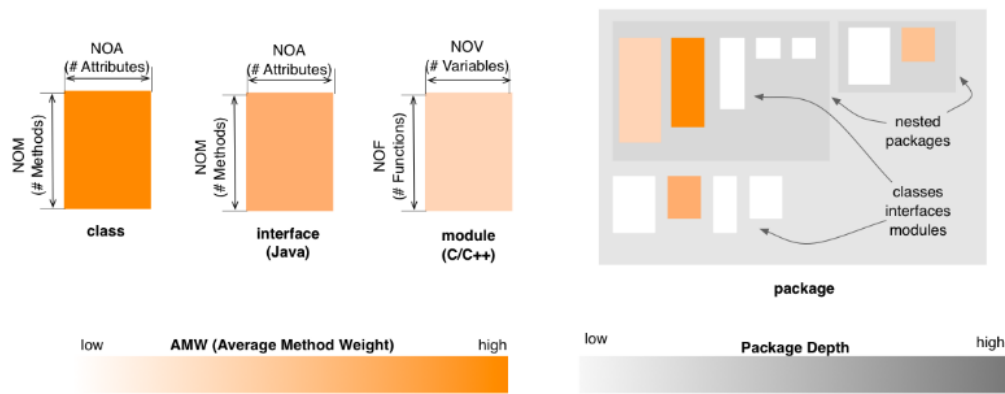 NOA
(# Attributes)
NOM
(# Methods)
class
NOA
(# Attributes)
NOM
(# Methods)
interface
(Java)
NOV
(# Variables)
NOF
(# Functions)
module
(C/C++)
nested
packages
classes
interfaces
modules
package
low
AMW (Average Method Weight)
high
low
Package Depth
high